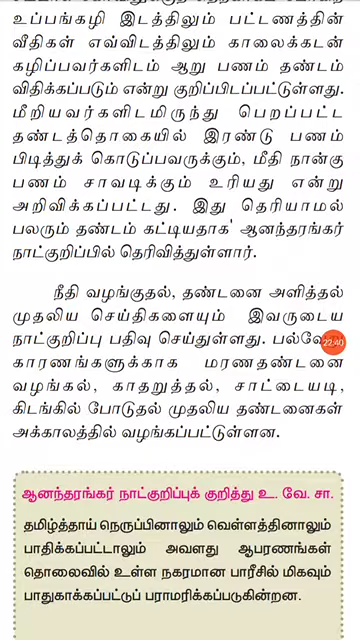 உப்பங்கழி இடத்திலும் பட்டணத்தின்
வீதிகள் எவ்விடத்திலும் காலைக்கடன்
கழிப்பவர்களிடம் ஆறு பணம் தண்டம்
விதிக்கப்படும் என்று குறிப்பிடப்பட்டுள்ளது.
மீறியவர்களிடமிருந்து பெறப்பட்ட
தண்டத்தொகையில் இரண்டு பணம்
பிடித்துக் கொடுப்பவருக்கும், மீதி நான்கு
பணம் சாவடிக்கும் உரியது என்று
அறிவிக்கப்பட்டது. இது தெரியாமல்
பலரும் தண்டம் கட்டியதாக' ஆனந்தரங்கர்
நாட்குறிப்பில் தெரிவித்துள்ளார்.
நீதி வழங்குதல், தண்டனை அளித்தல்
முதலிய செய்திகளையும் இவருடைய
நாட்குறிப்பு பதிவு செய்துள்ளது. பல்வே
22:40
காரணங்களுக்காக மரணதண்டனை
வழங்கல், காதறுத்தல், சாட்டையடி,
கிடங்கில் போடுதல் முதலிய தண்டனைகள்
அக்காலத்தில் வழங்கப்பட்டுள்ளன.
ஆனந்தரங்கர் நாட்குறிப்புக் குறித்து உ. வே. சா.
தமிழ்த்தாய் நெருப்பினாலும் வெள்ளத்தினாலும்
பாதிக்கப்பட்டாலும் அவளது ஆபரணங்கள்
தொலைவில் உள்ள நகரமான பாரீசில் மிகவும்
பாதுகாக்கப்பட்டுப் பராமரிக்கப்படுகின்றன.